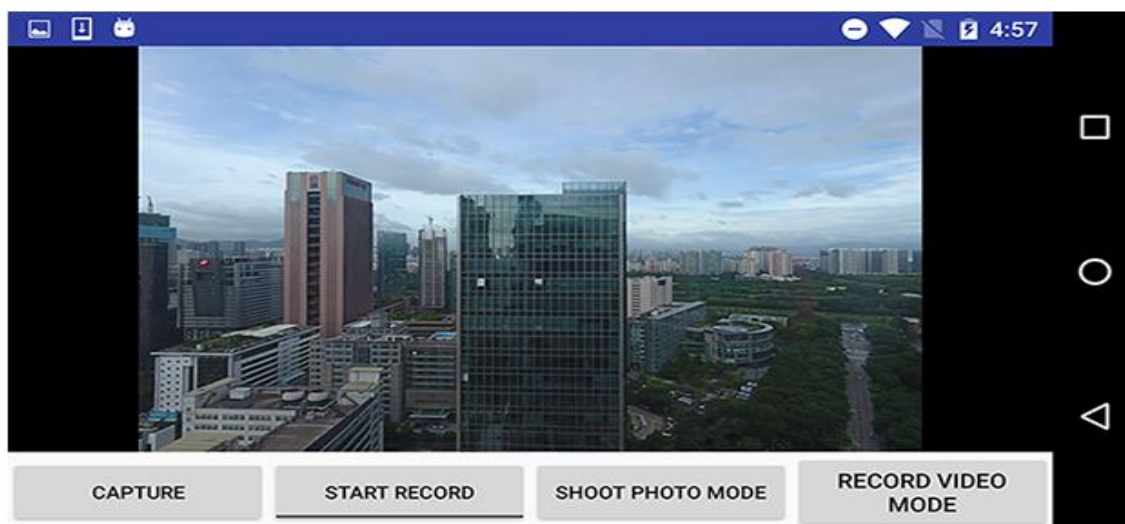 4:57
CAPTURE
START RECORD
SHOOT PHOTO MODE
RECORD VIDEO
MODE